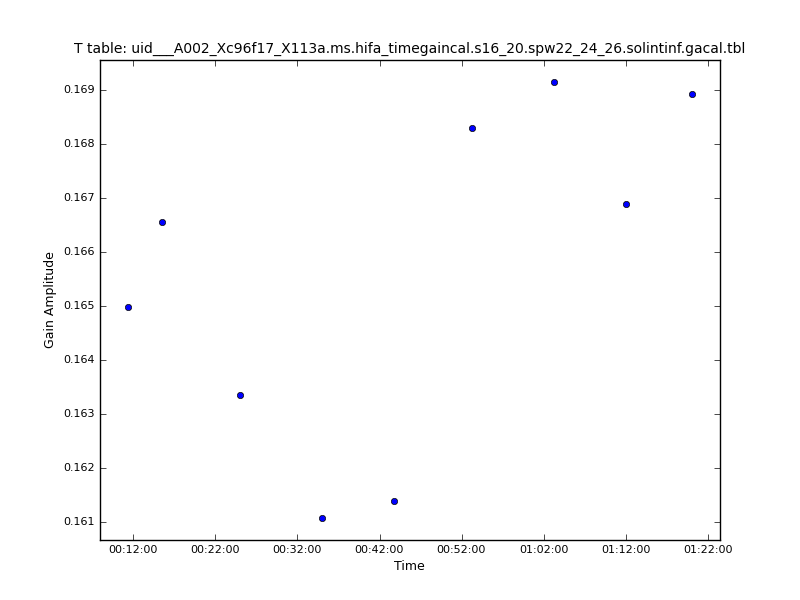 T table: uid___A002_Xc96f17_X113a.ms.hifa_timegaincal.s16_20.spw22_24_26.solintinf.gacal.tbl
0.169
0.168
0.167
0.166
0.165
0.164
0.163
0.162
0.161
Gain Amplitude
00:12:00 00:22:00 00:32:00 00:42:00 00:52:00 01:02:00 01:12:00 01:22:00
Time